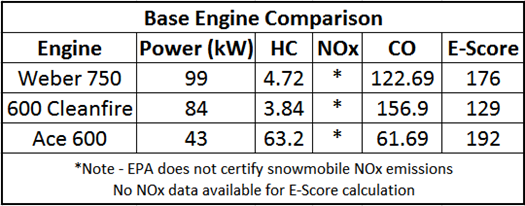 Base Engine Comparison
Engine Power (kW) HC NOx CO E-Score
Weber 750 99 4.72 * 122.69 176
600 Cleanfire 84 3.84 * 156.9 129
Ace 600 43 63.2 * 61.69 192
*Note - EPA does not certify snowmobile NOx emissions
No NOx data available for E-Score calculation